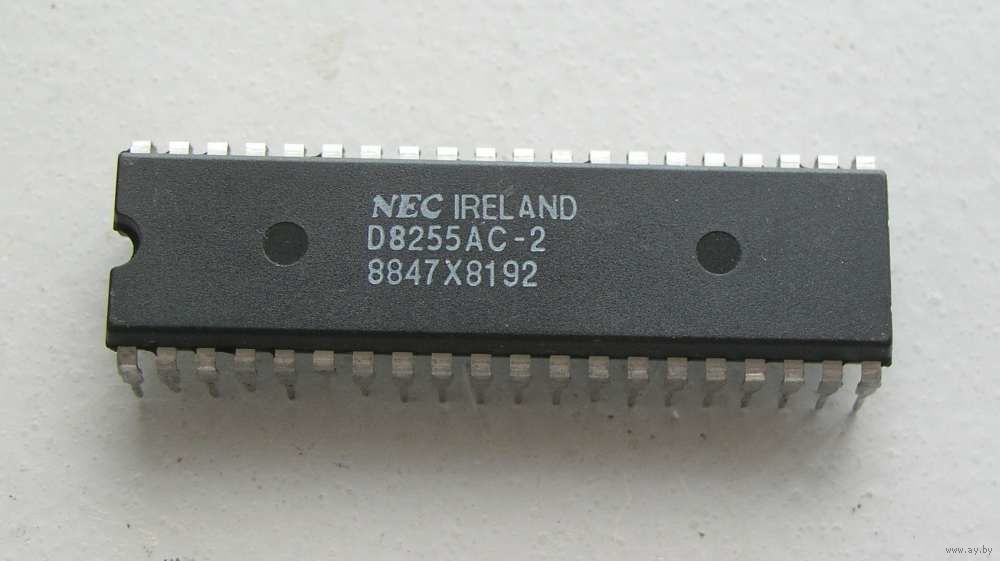 NEC IRELAND
D8255AC-2
8847X8192
www.ay.by